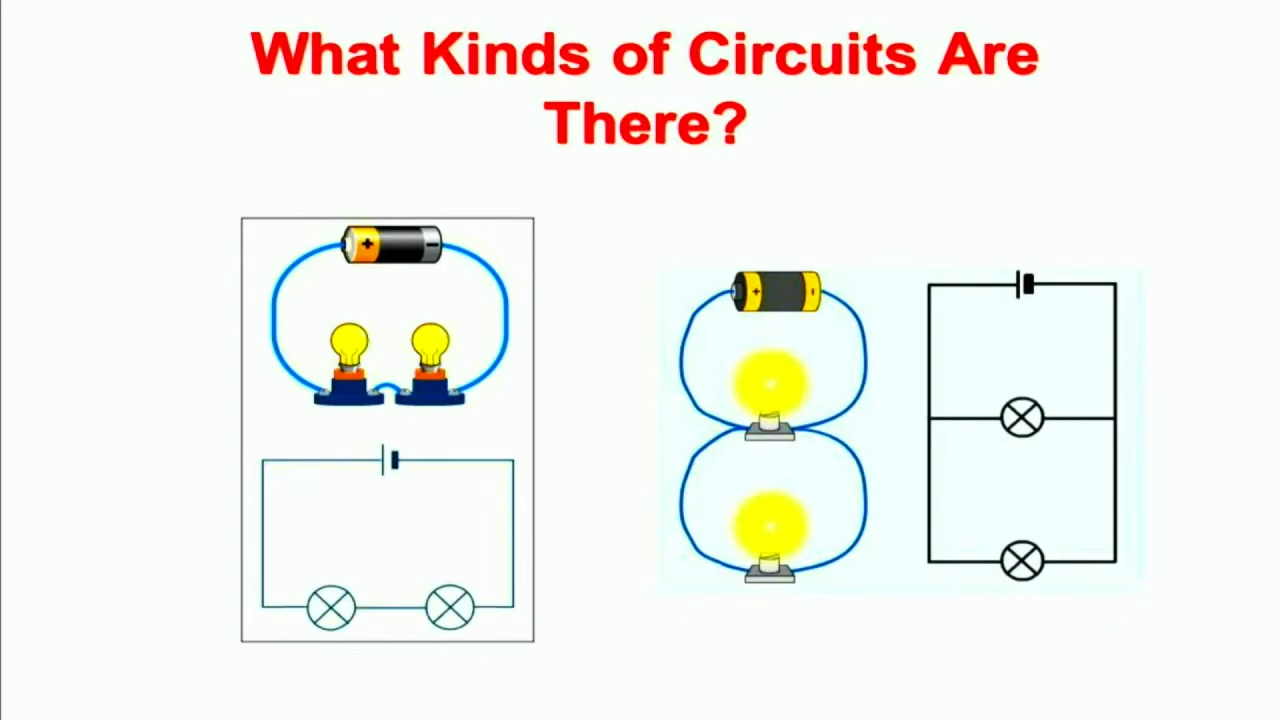 What Kinds of Circuits Are
There?
+ -
+ -